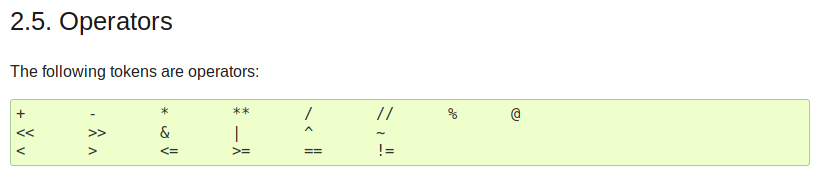 2.5. Operators
The following tokens are operators:
+ - * ** / // % @
<< >> & | ^ ~
< > <= >= == !=